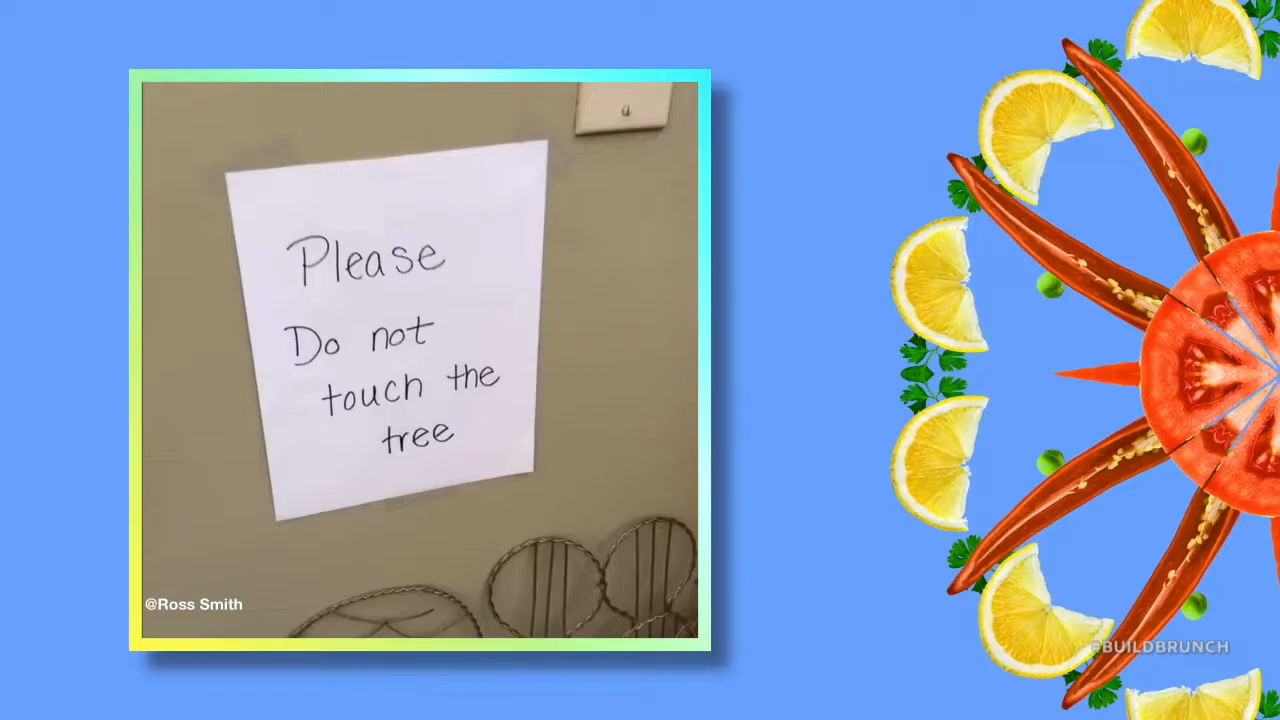 Please
Do not
touch the
tree
@Ross Smith
#BUILDBRUNCH